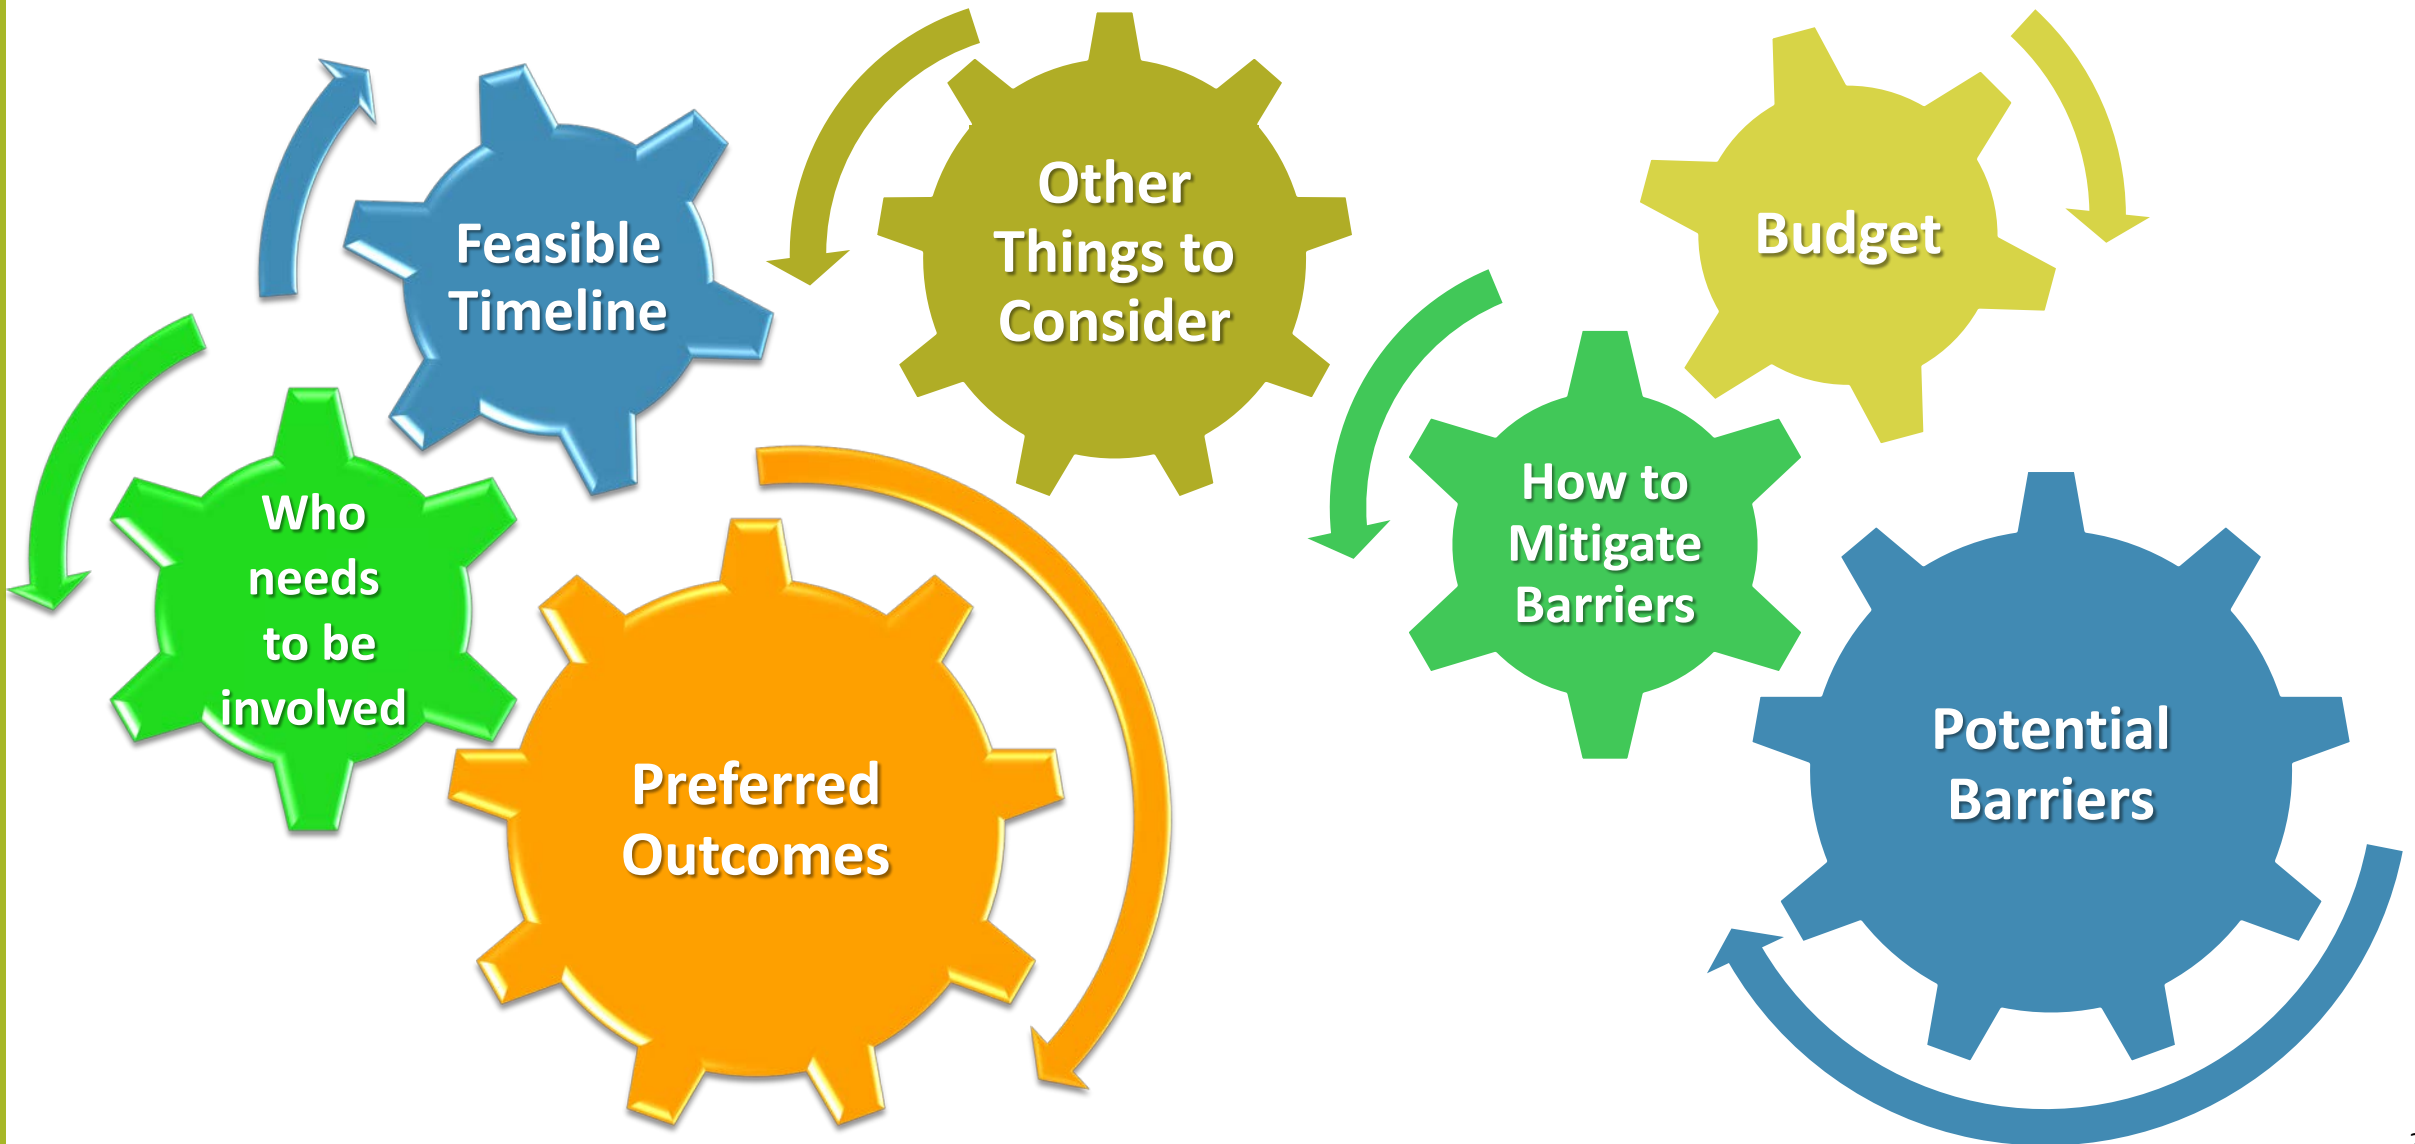 Feasible
Timeline
Other
Things to
Consider
Budget
Who
needs
to be
involved
How to
Mitigate
Barriers
Preferred
Outcomes
Potential
Barriers